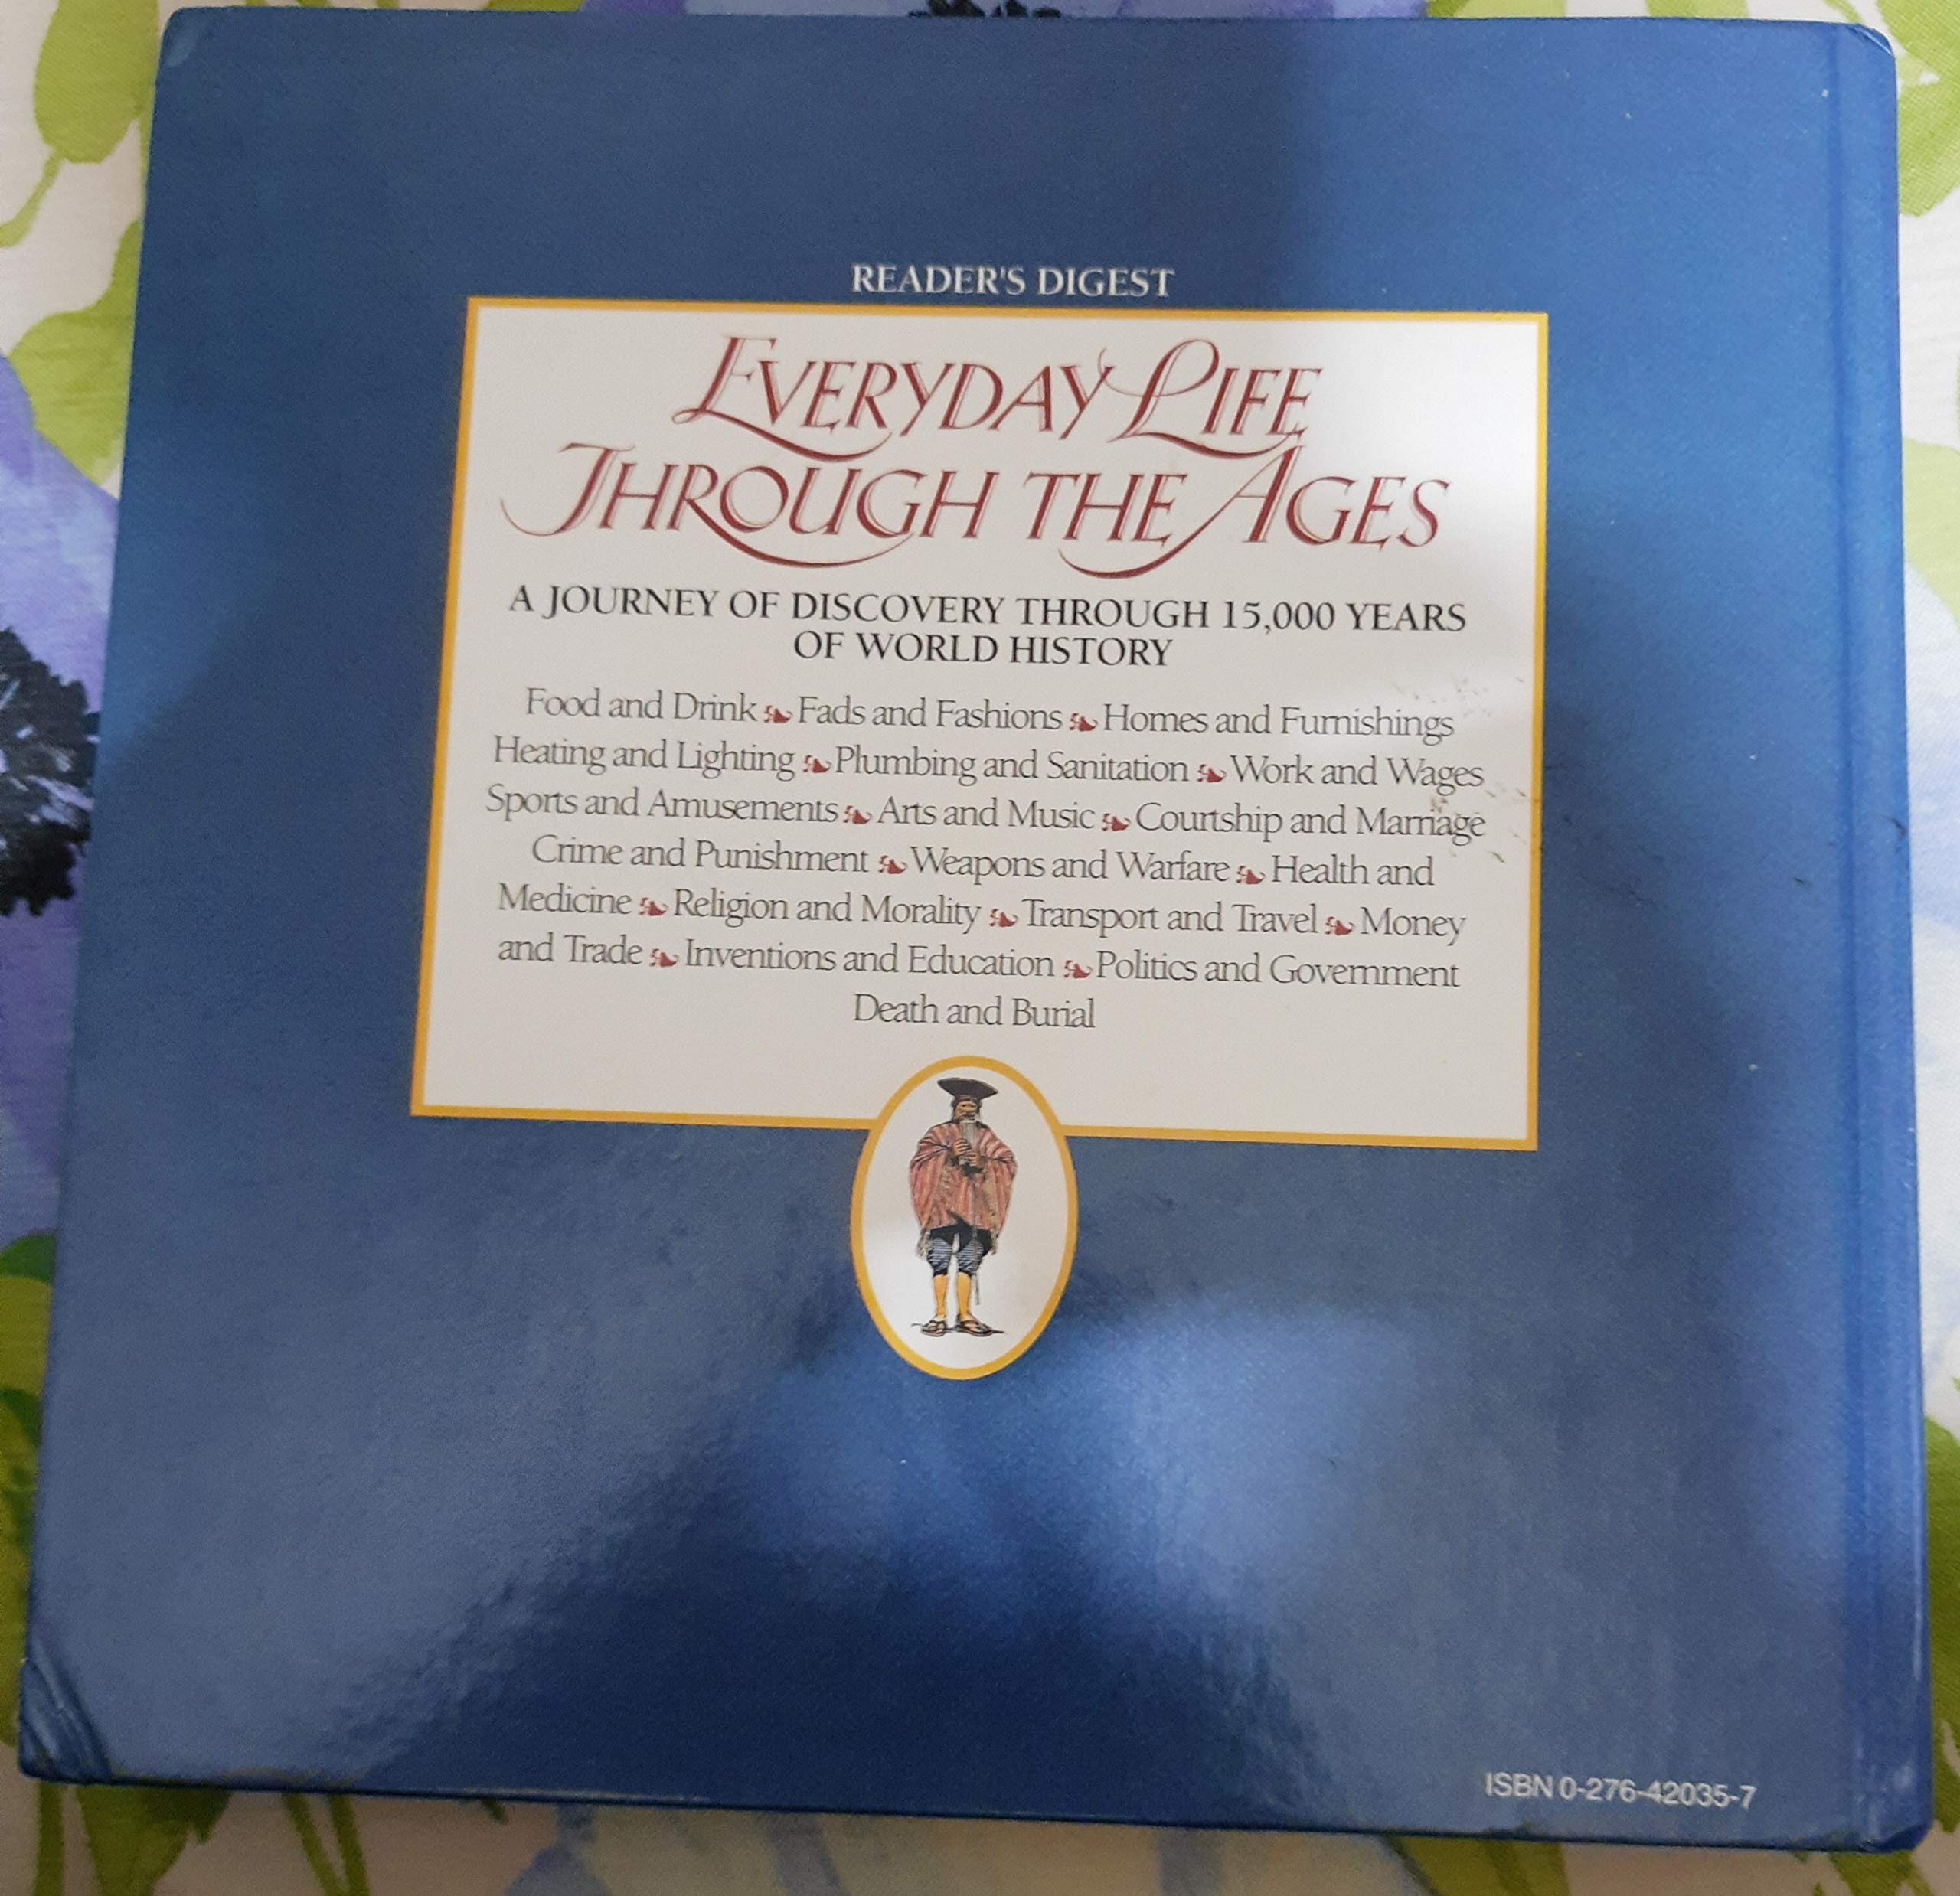 READER'S DIGEST
EVERYDAY LIFE
THROUGH THE AGES
A JOURNEY OF DISCOVERY THROUGH 15,000 YEARS
OF WORLD HISTORY
Food and Drink Fads and Fashions Homes and Furnishings
Heating and Lighting Plumbing and Sanitation Work and Wages
Sports and Amusements Arts and Music Courtship and Marriage
Crime and Punishment Weapons and Warfare Health and
Medicine Religion and Morality Transport and Travel Money
and Trade Inventions and Education Politics and Government
Death and Burial
ISBN 0-276-42035-7